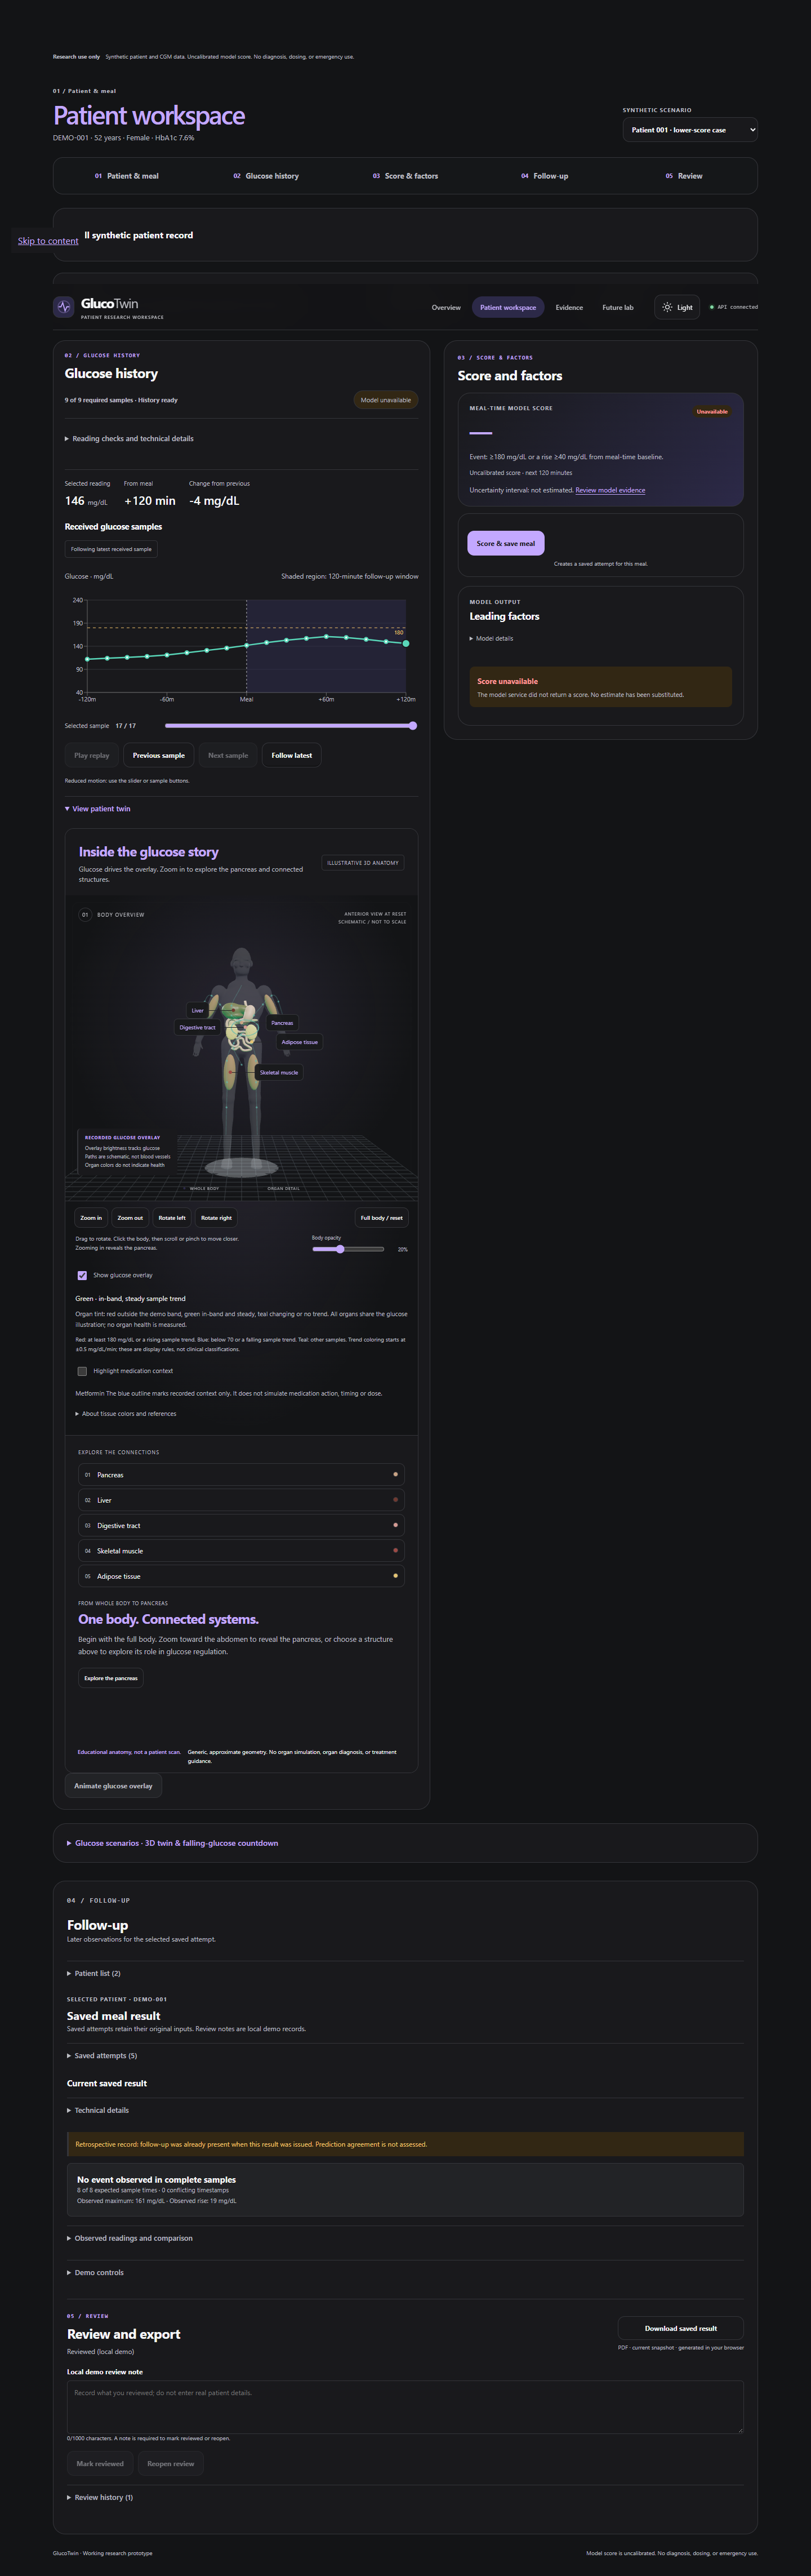 Research use only Synthetic patient and CGM data. Uncalibrated model score. No diagnosis, dosing, or emergency use.
01 / Patient & meal
Patient workspace
DEMO-001 · 52 years · Female · HbA1c 7.6%
SYNTHETIC SCENARIO
Patient 001 · lower-score case
01 Patient & meal
02 Glucose history
03 Score & factors
04 Follow-up
05 Review
Skip to content
ll synthetic patient record
GlucoTwin
PATIENT RESEARCH WORKSPACE
Overview
Patient workspace
Evidence
Future lab
Light
API connected
02 / GLUCOSE HISTORY
Glucose history
9 of 9 required samples · History ready
Model unavailable
Reading checks and technical details
Selected reading
146 mg/dL
From meal
+120 min
Change from previous
-4 mg/dL
Received glucose samples
Following latest received sample
Glucose · mg/dL
Shaded region: 120-minute follow-up window
240
190
180
140
90
40
-120m
-60m
Meal
+60m
+120m
Selected sample 17 / 17
Play replay
Previous sample
Next sample
Follow latest
Reduced motion: use the slider or sample buttons.
View patient twin
Inside the glucose story
Glucose drives the overlay. Zoom in to explore the pancreas and connected
structures.
ILLUSTRATIVE 3D ANATOMY
01 BODY OVERVIEW
ANTERIOR VIEW AT RESET
SCHEMATIC / NOT TO SCALE
Liver
Digestive tract
Pancreas
Adipose tissue
Skeletal muscle
RECORDED GLUCOSE OVERLAY
Overlay brightness tracks glucose
Paths are schematic, not blood vessels
Organ colors do not indicate health
WHOLE BODY
ORGAN DETAIL
Zoom in
Zoom out
Rotate left
Rotate right
Full body / reset
Drag to rotate. Click the body, then scroll or pinch to move closer.
Zooming in reveals the pancreas.
Body opacity
20%
Show glucose overlay
Green · in-band, steady sample trend
Organ tint: red outside the demo band, green in-band and steady, teal changing or no trend. All organs share the glucose
illustration; no organ health is measured.
Red: at least 180 mg/dL or a rising sample trend. Blue: below 70 or a falling sample trend. Teal: other samples. Trend coloring starts at
±0.5 mg/dL/min; these are display rules, not clinical classifications.
Highlight medication context
Metformin The blue outline marks recorded context only. It does not simulate medication action, timing or dose.
About tissue colors and references
EXPLORE THE CONNECTIONS
01 Pancreas
02 Liver
03 Digestive tract
04 Skeletal muscle
05 Adipose tissue
FROM WHOLE BODY TO PANCREAS
One body. Connected systems.
Begin with the full body. Zoom toward the abdomen to reveal the pancreas, or choose a structure
above to explore its role in glucose regulation.
Explore the pancreas
Educational anatomy, not a patient scan.
Generic, approximate geometry. No organ simulation, organ diagnosis, or treatment
guidance.
Animate glucose overlay
03 / SCORE & FACTORS
Score and factors
MEAL-TIME MODEL SCORE
Unavailable
—
Event: ≥180 mg/dL or a rise ≥40 mg/dL from meal-time baseline.
Uncalibrated score · next 120 minutes
Uncertainty interval: not estimated. Review model evidence
Score & save meal
Creates a saved attempt for this meal.
MODEL OUTPUT
Leading factors
Model details
Score unavailable
The model service did not return a score. No estimate has been substituted.
Glucose scenarios · 3D twin & falling-glucose countdown
04 / FOLLOW-UP
Follow-up
Later observations for the selected saved attempt.
Patient list (2)
SELECTED PATIENT · DEMO-001
Saved meal result
Saved attempts retain their original inputs. Review notes are local demo records.
Saved attempts (5)
Current saved result
Technical details
Retrospective record: follow-up was already present when this result was issued. Prediction agreement is not assessed.
No event observed in complete samples
8 of 8 expected sample times · 0 conflicting timestamps
Observed maximum: 161 mg/dL · Observed rise: 19 mg/dL
Observed readings and comparison
Demo controls
05 / REVIEW
Review and export
Reviewed (local demo)
Download saved result
PDF · current snapshot · generated in your browser
Local demo review note
Record what you reviewed; do not enter real patient details.
0/1000 characters. A note is required to mark reviewed or reopen.
Mark reviewed
Reopen review
Review history (1)
GlucoTwin · Working research prototype
Model score is uncalibrated. No diagnosis, dosing, or emergency use.